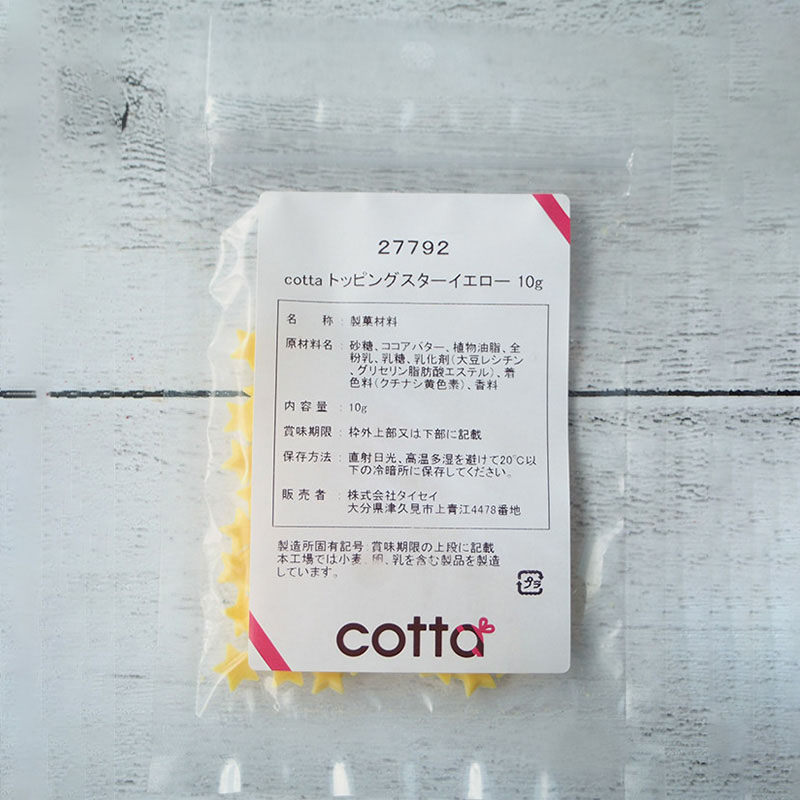 27792
cotta トッピングスターイエロー 10g
名　称 : 製菓材料
原材料名 : 砂糖、ココアバター、植物油脂、全
粉乳、乳糖、乳化剤(大豆レシチン
、グリセリン脂肪酸エステル)、着
色料(クチナシ黄色素)、香料
内容量 : 10g
賞味期限 : 枠外上部又は下部に記載
保存方法 : 直射日光、高温多湿を避けて20℃以
下の冷暗所に保存してください。
販売者 : 株式会社タイセイ
大分県津久見市上青江4478番地
製造所固有記号:賞味期限の上段に記載
本工場では小麦、卵、乳を含む製品を製造
しています。
プラ
cotta